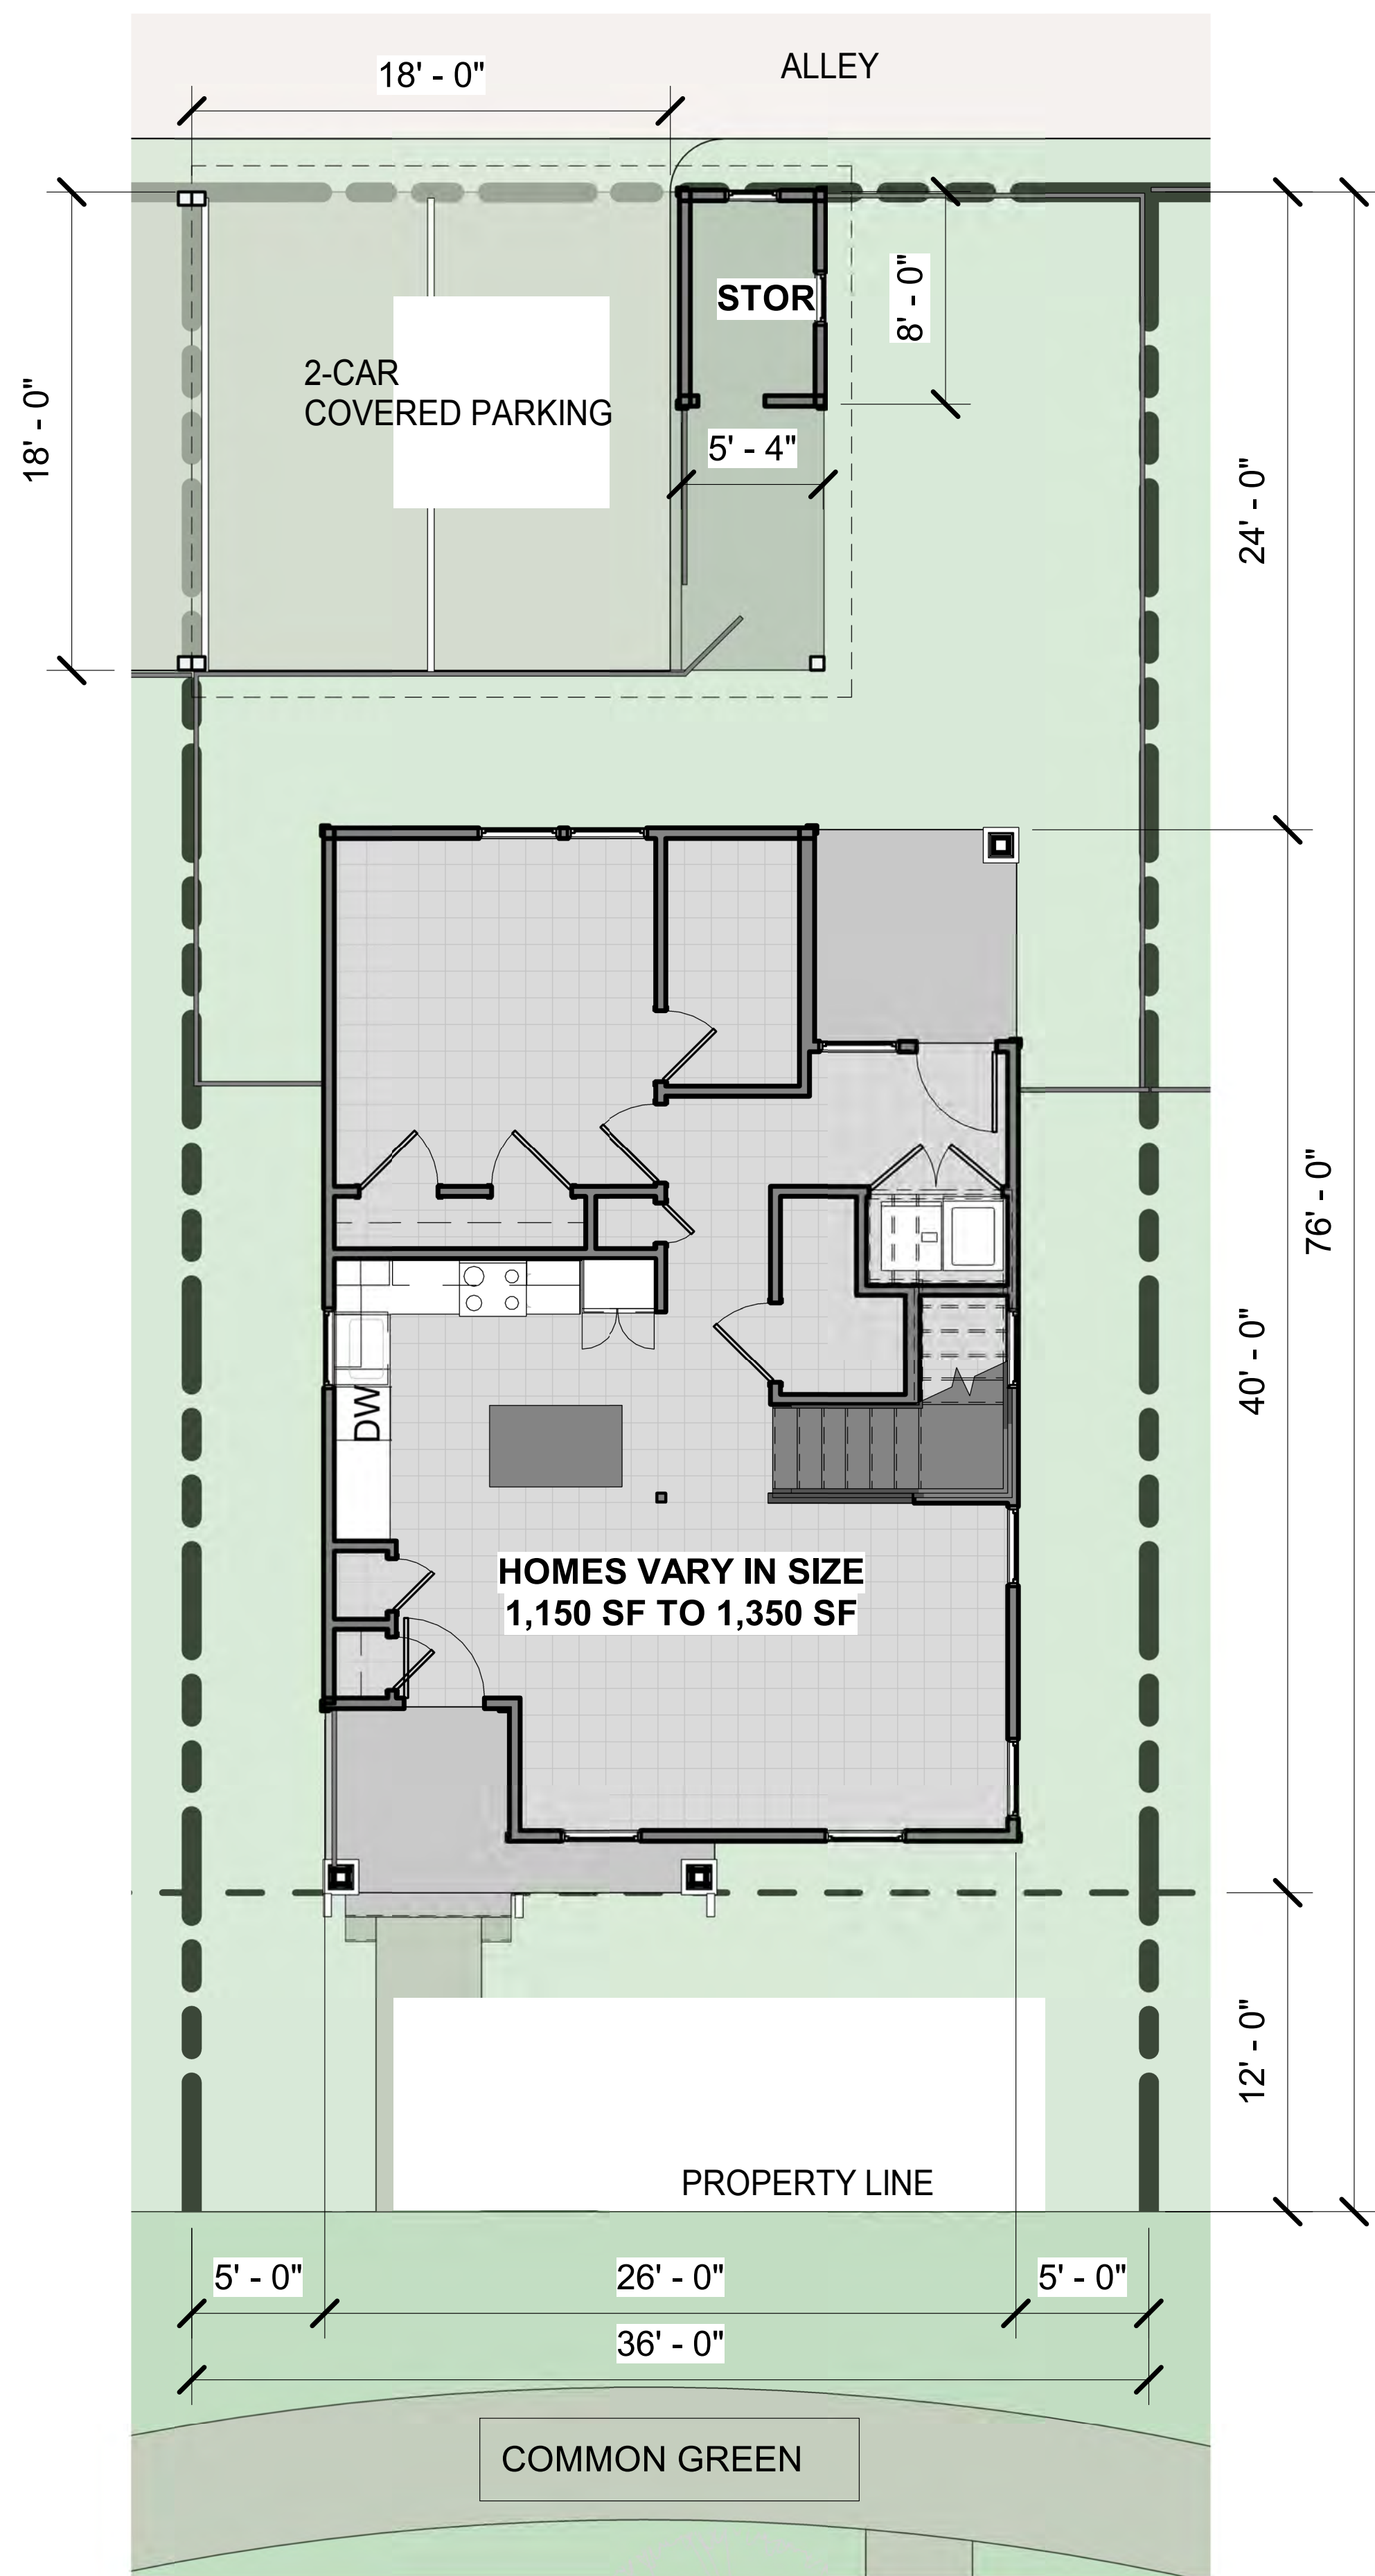 ALLEY
18' - 0"
STOR
8' - 0"
2-CAR
COVERED PARKING
18' - 0"
5' - 4"
24' - 0"
76' - 0"
40' - 0"
DW
HOMES VARY IN SIZE
1,150 SF TO 1,350 SF
12' - 0"
PROPERTY LINE
5' - 0"
26' - 0"
5' - 0"
36' - 0"
COMMON GREEN